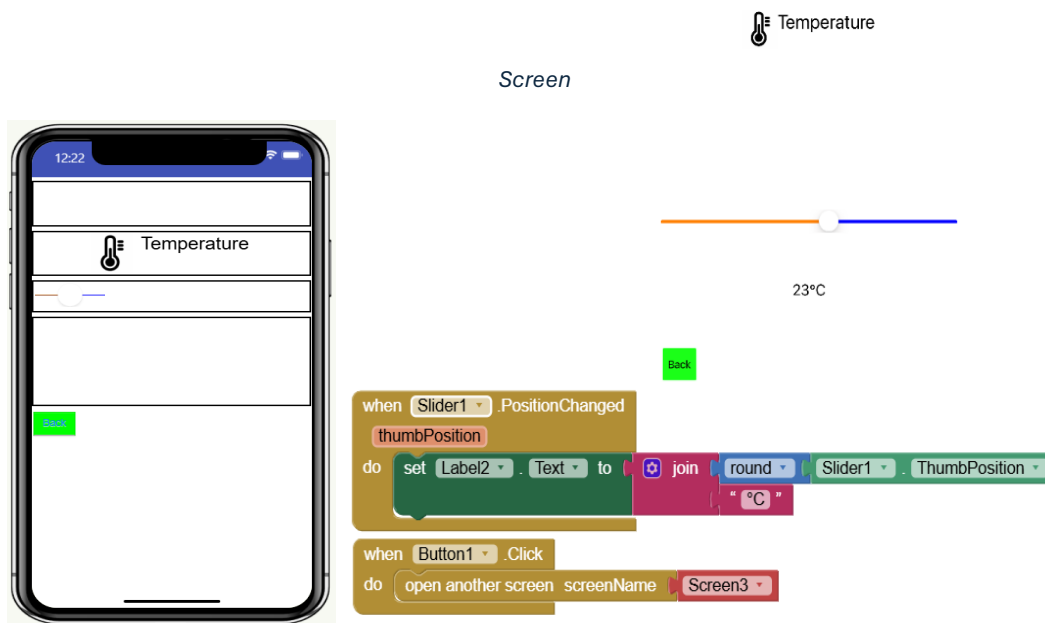 Temperature
Screen
12:22
Temperature
Back
23°C
Back
when Slider1 .PositionChanged
thumbPosition
do set Label2 . Text to join round Slider1 . ThumbPosition
" °C "
when Button1 .Click
do open another screen screenName Screen3